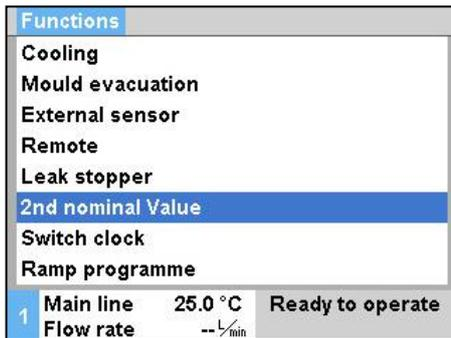 Functions
Cooling
Mould evacuation
External sensor
Remote
Leak stopper
2nd nominal Value
Switch clock
Ramp programme
1 Main line 25.0 °C Ready to operate
Flow rate -- L/min